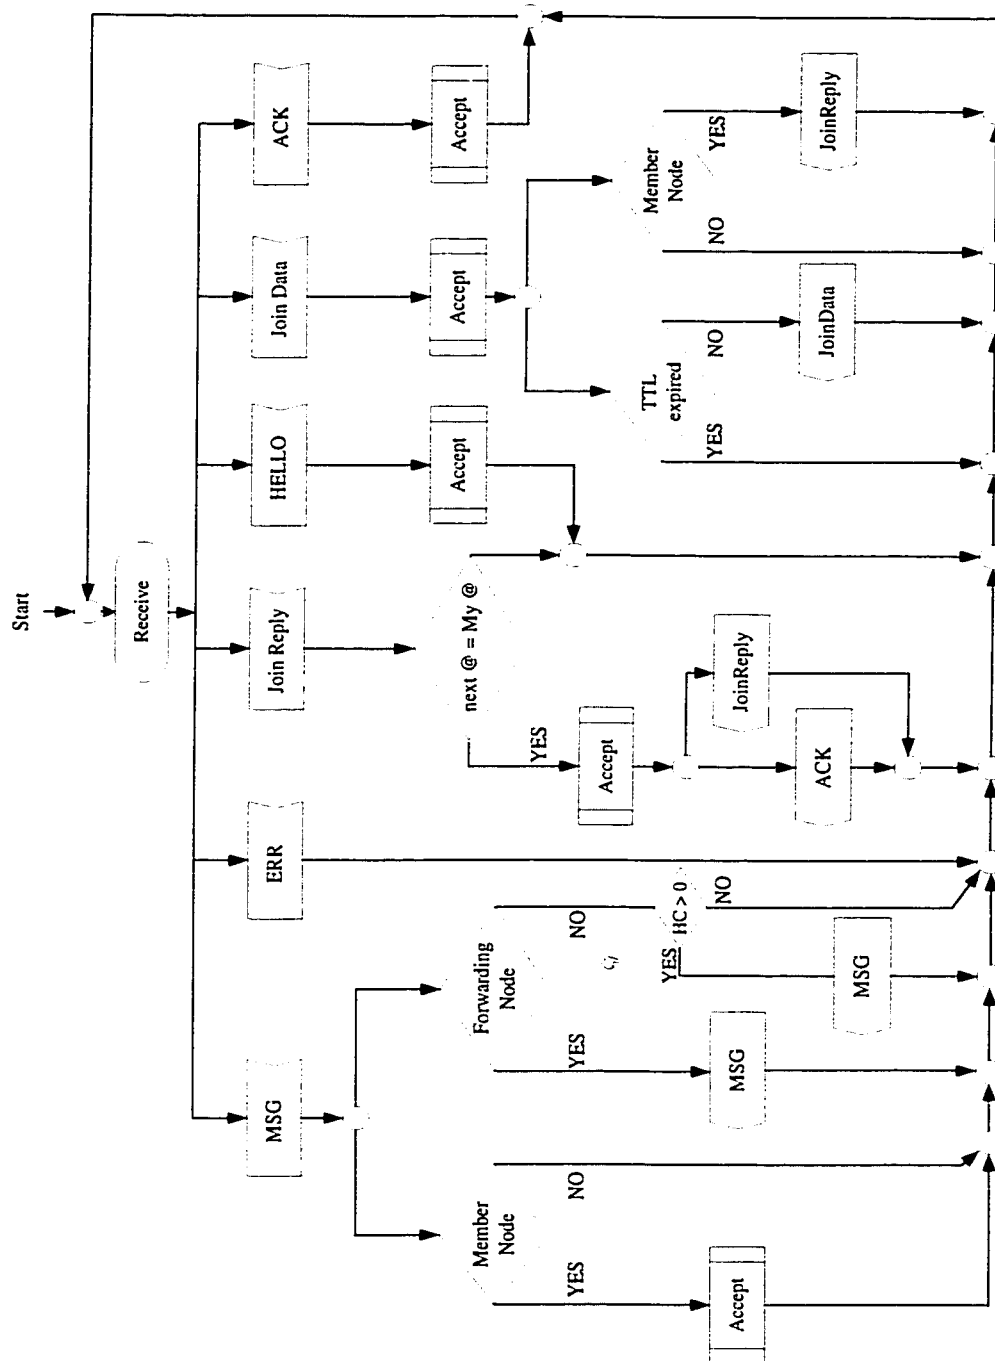 Start
Receive
MSG
ERR
Join Reply
HELLO
Join Data
ACK
Member
Node
Forwarding
Node
next @ = My @
Accept
Accept
Accept
YES
NO
YES
NO
YES
Accept
HC > 0
YES
NO
JoinReply
TTL
expired
Member
Node
YES
NO
NO
YES
Accept
MSG
MSG
ACK
JoinData
JoinReply